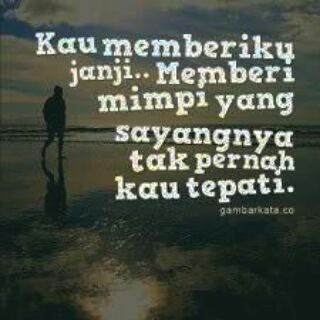 Kau memberiku
janji.. Memberi
mimpi yang
sayangnya
tak pernah
kau tepati.
gambarkata.co